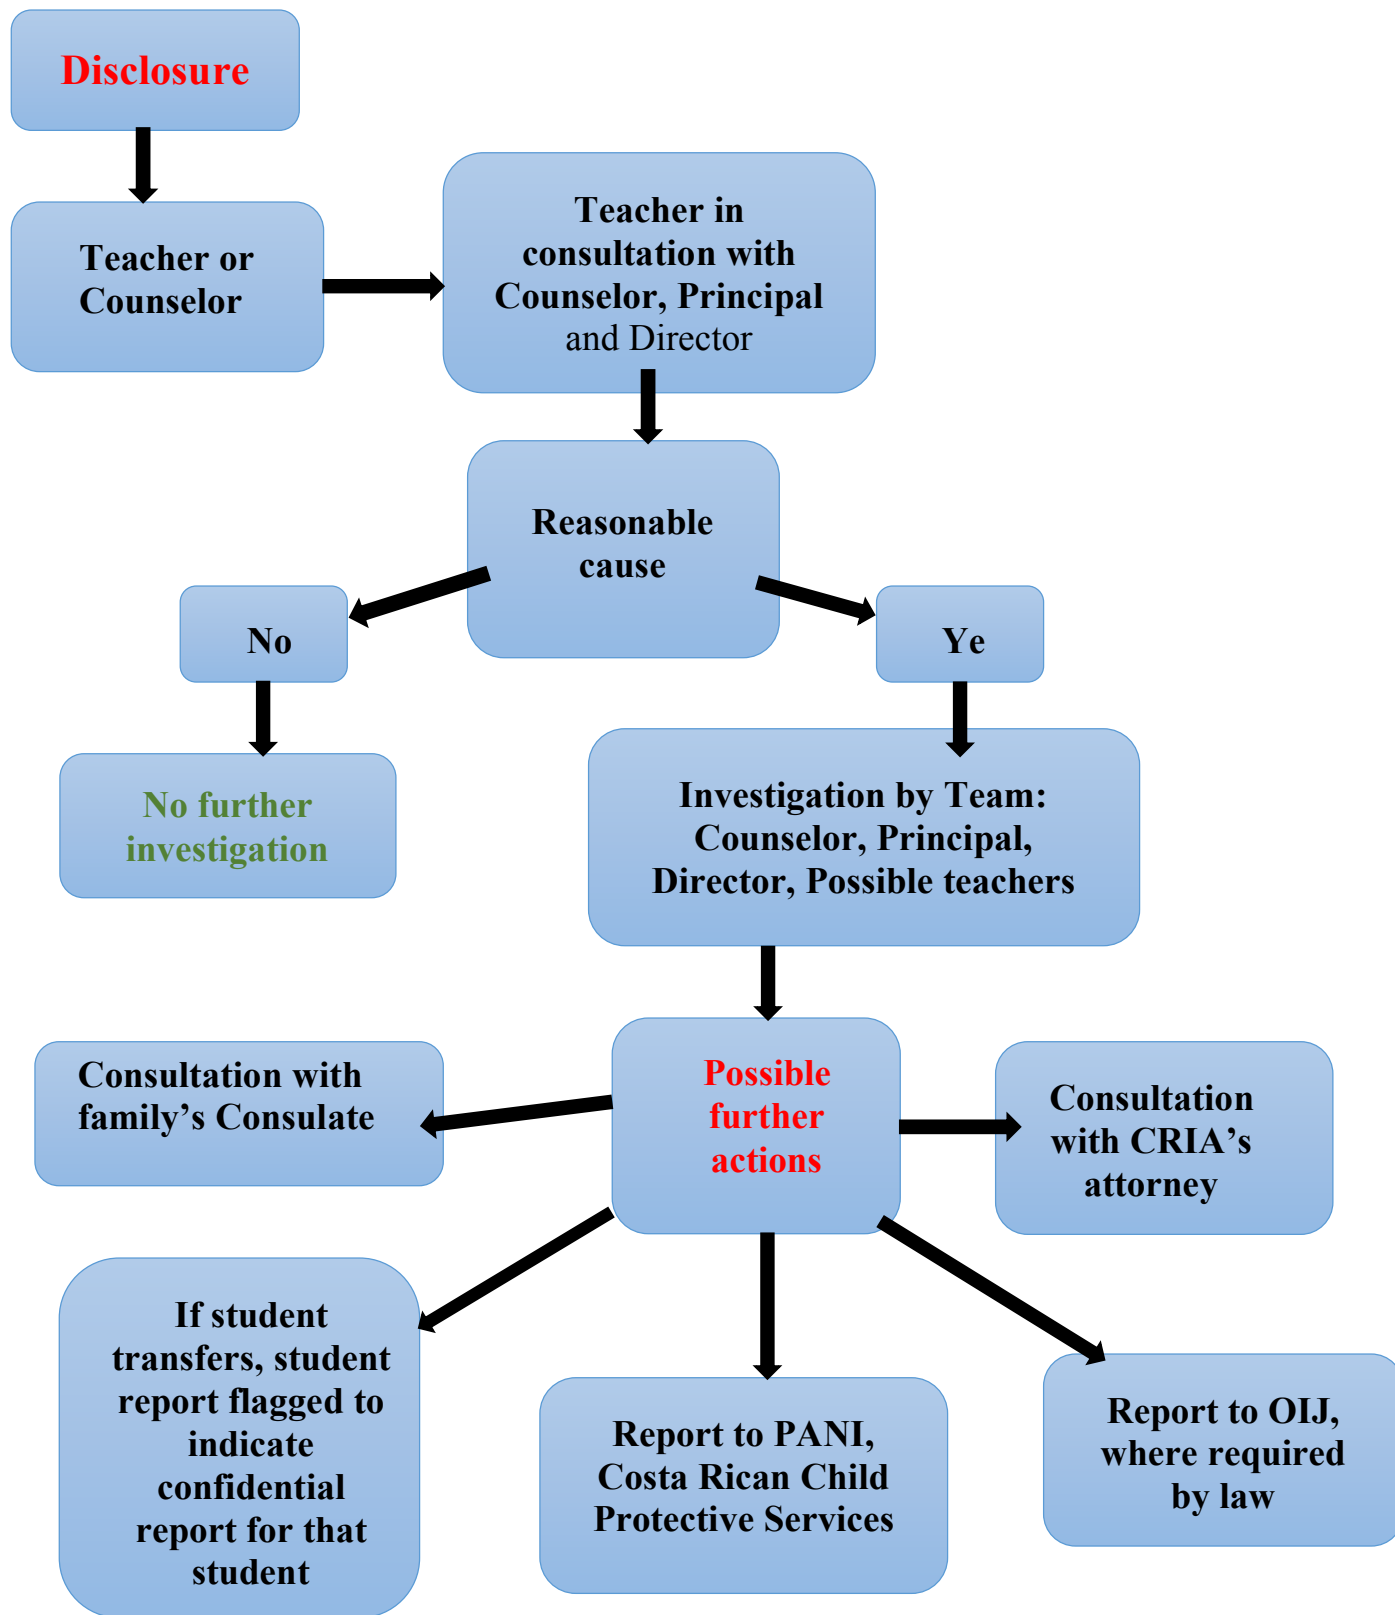 Disclosure
Teacher or
Counselor
Teacher in
consultation with
Counselor, Principal
and Director
Reasonable
cause
No
Ye
No further
investigation
Investigation by Team:
Counselor, Principal,
Director, Possible teachers
Consultation with
family’s Consulate
Possible
further
actions
Consultation
with CRIA’s
attorney
If student
transfers, student
report flagged to
indicate
confidential
report for that
student
Report to PANI,
Costa Rican Child
Protective Services
Report to OIJ,
where required
by law